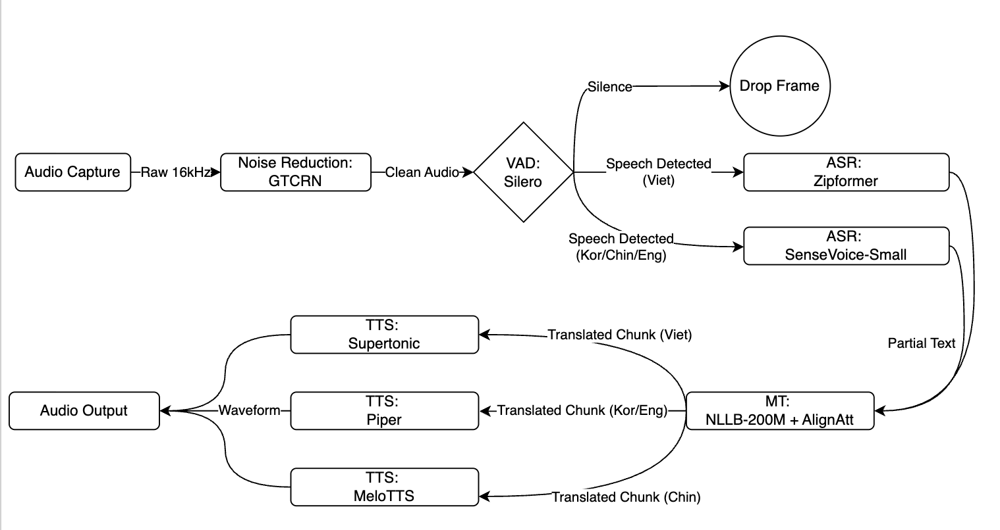 Drop Frame
Silence
Audio Capture
Raw 16kHz
Noise Reduction:
GTCRN
Clean Audio
VAD:
Silero
Speech Detected
(Viet)
ASR:
Zipformer
Speech Detected
(Kor/Chin/Eng)
ASR:
SenseVoice-Small
Partial Text
MT:
NLLB-200M + AlignAtt
Translated Chunk (Viet)
TTS:
Supertonic
Translated Chunk (Kor/Eng)
TTS:
Piper
Translated Chunk (Chin)
TTS:
MeloTTS
Waveform
Audio Output